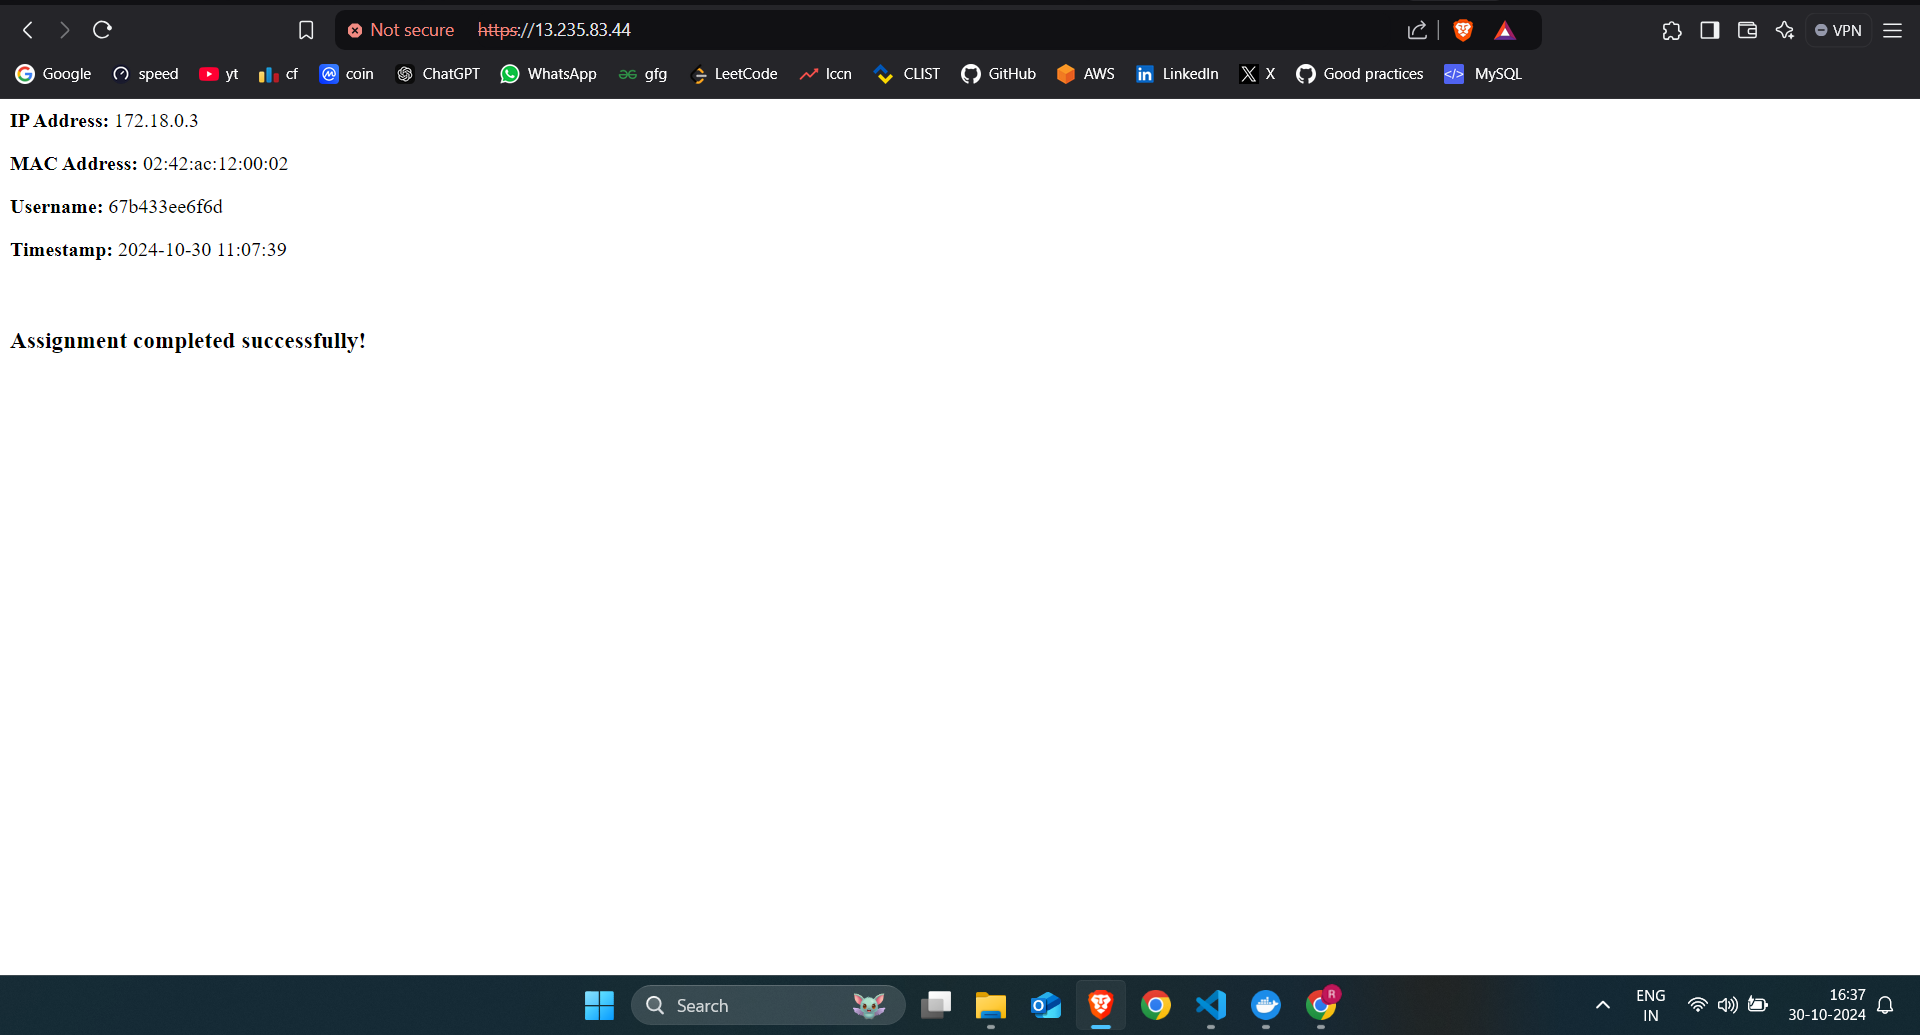 Not secure https://13.235.83.44 VPN
Google speed yt cf coin ChatGPT WhatsApp gfg LeetCode lccn CLIST GitHub AWS LinkedIn X Good practices MySQL
IP Address: 172.18.0.3
MAC Address: 02:42:ac:12:00:02
Username: 67b433ee6f6d
Timestamp: 2024-10-30 11:07:39
Assignment completed successfully!
Search
R
ENG
IN
16:37
30-10-2024